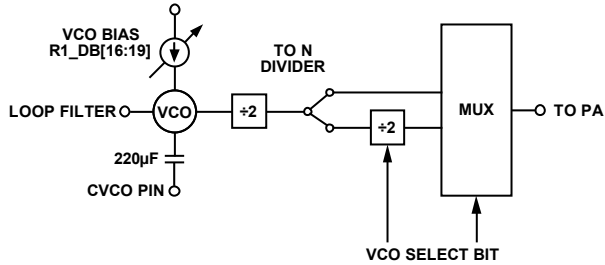 VCO BIAS
R1_DB[16:19]
TO N
DIVIDER
LOOP FILTER
VCO
÷2
÷2
MUX
TO PA
220µF
CVCO PIN
VCO SELECT BIT